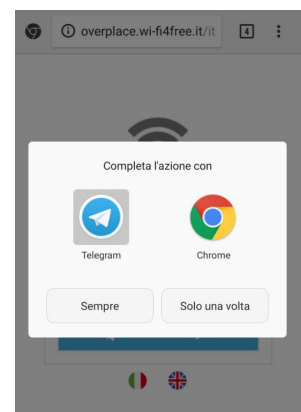 overplace.wi-fi4free.it/it
4
Completa l'azione con
Telegram
Chrome
Sempre
Solo una volta